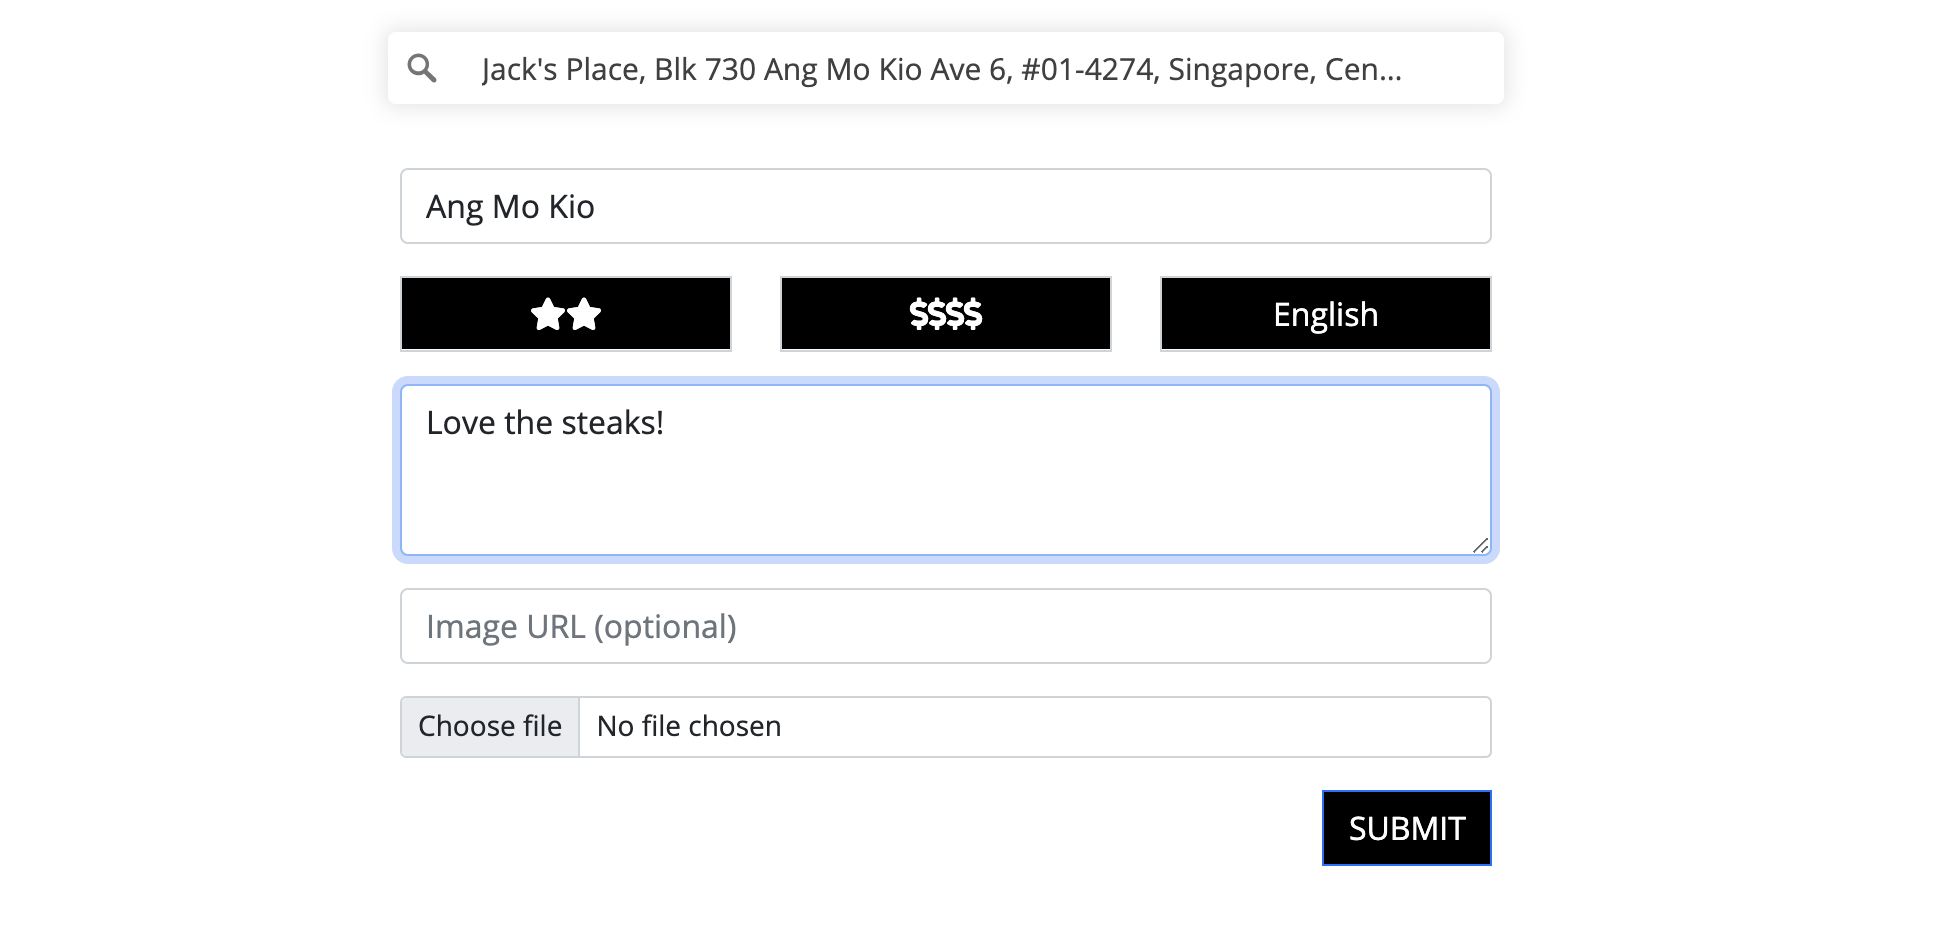 Jack's Place, Blk 730 Ang Mo Kio Ave 6, #01-4274, Singapore, Cen...
Ang Mo Kio
★★ $$$$ English
Love the steaks!
Image URL (optional)
Choose file No file chosen
SUBMIT